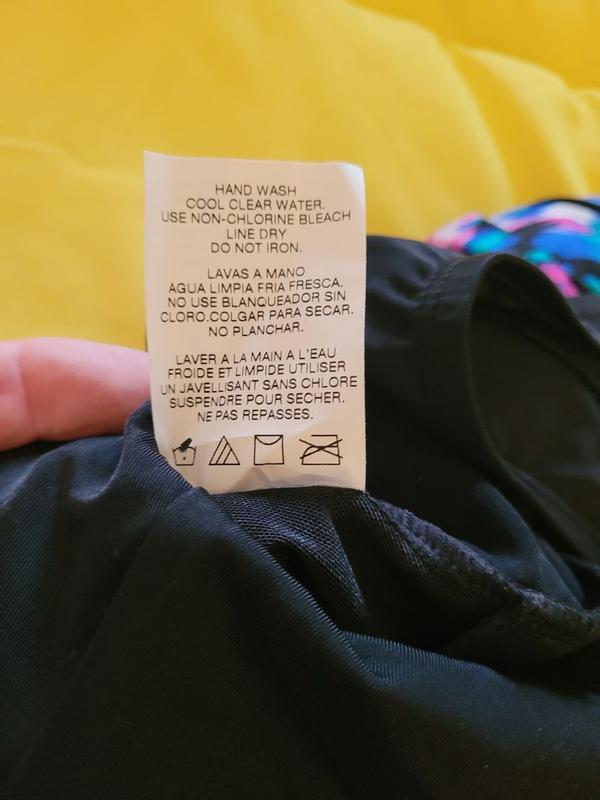 HAND WASH
COOL CLEAR WATER.
USE NON-CHLORINE BLEACH
LINE DRY
DO NOT IRON.
LAVAS A MANO
AGUA LIMPIA FRIA FRESCA.
NO USE BLANQUEADOR SIN
CLORO.COLGAR PARA SECAR.
NO PLANCHAR.
LAVER A LA MAIN A L'EAU
FROIDE ET LIMPIDE UTILISER
UN JAVELLISANT SANS CHLORE
SUSPENDRE POUR SECHER.
NE PAS REPASSES.